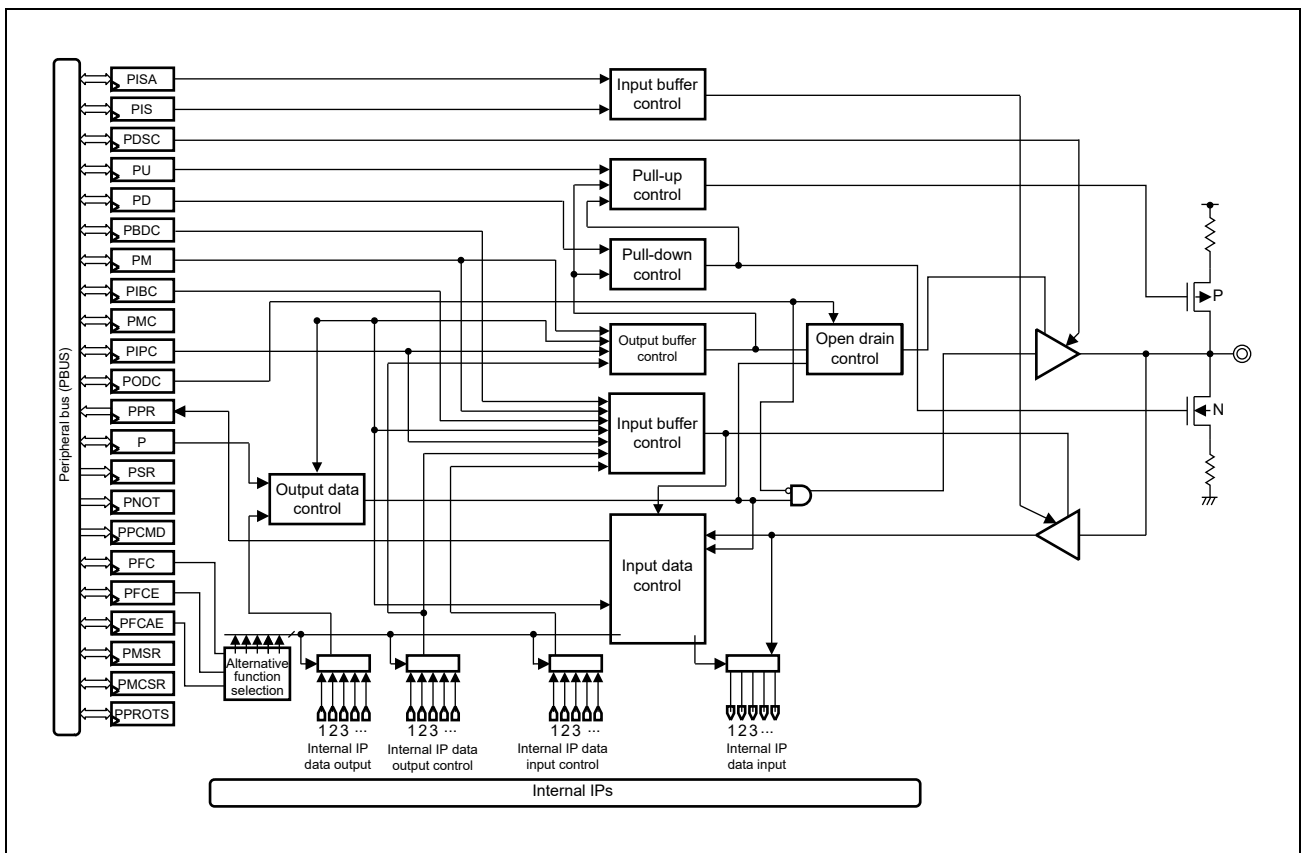 Peripheral bus (PBUS)
PISA
PIS
PDSC
PU
PD
PBDC
PM
PIBC
PMC
PIPC
PODC
PPR
P
PSR
PNOT
PPCMD
PFC
PFCE
PFCAE
PMSR
PMCSR
PPROTS
Input buffer
control
Pull-up
control
Pull-down
control
Output buffer
control
Open drain
control
Input buffer
control
Output data
control
Input data
control
Alternative
function
selection
P
N
1 2 3 ...
Internal IP
data output
1 2 3 ...
Internal IP data
output control
1 2 3 ...
Internal IP data
input control
1 2 3 ...
Internal IP
data input
Internal IPs